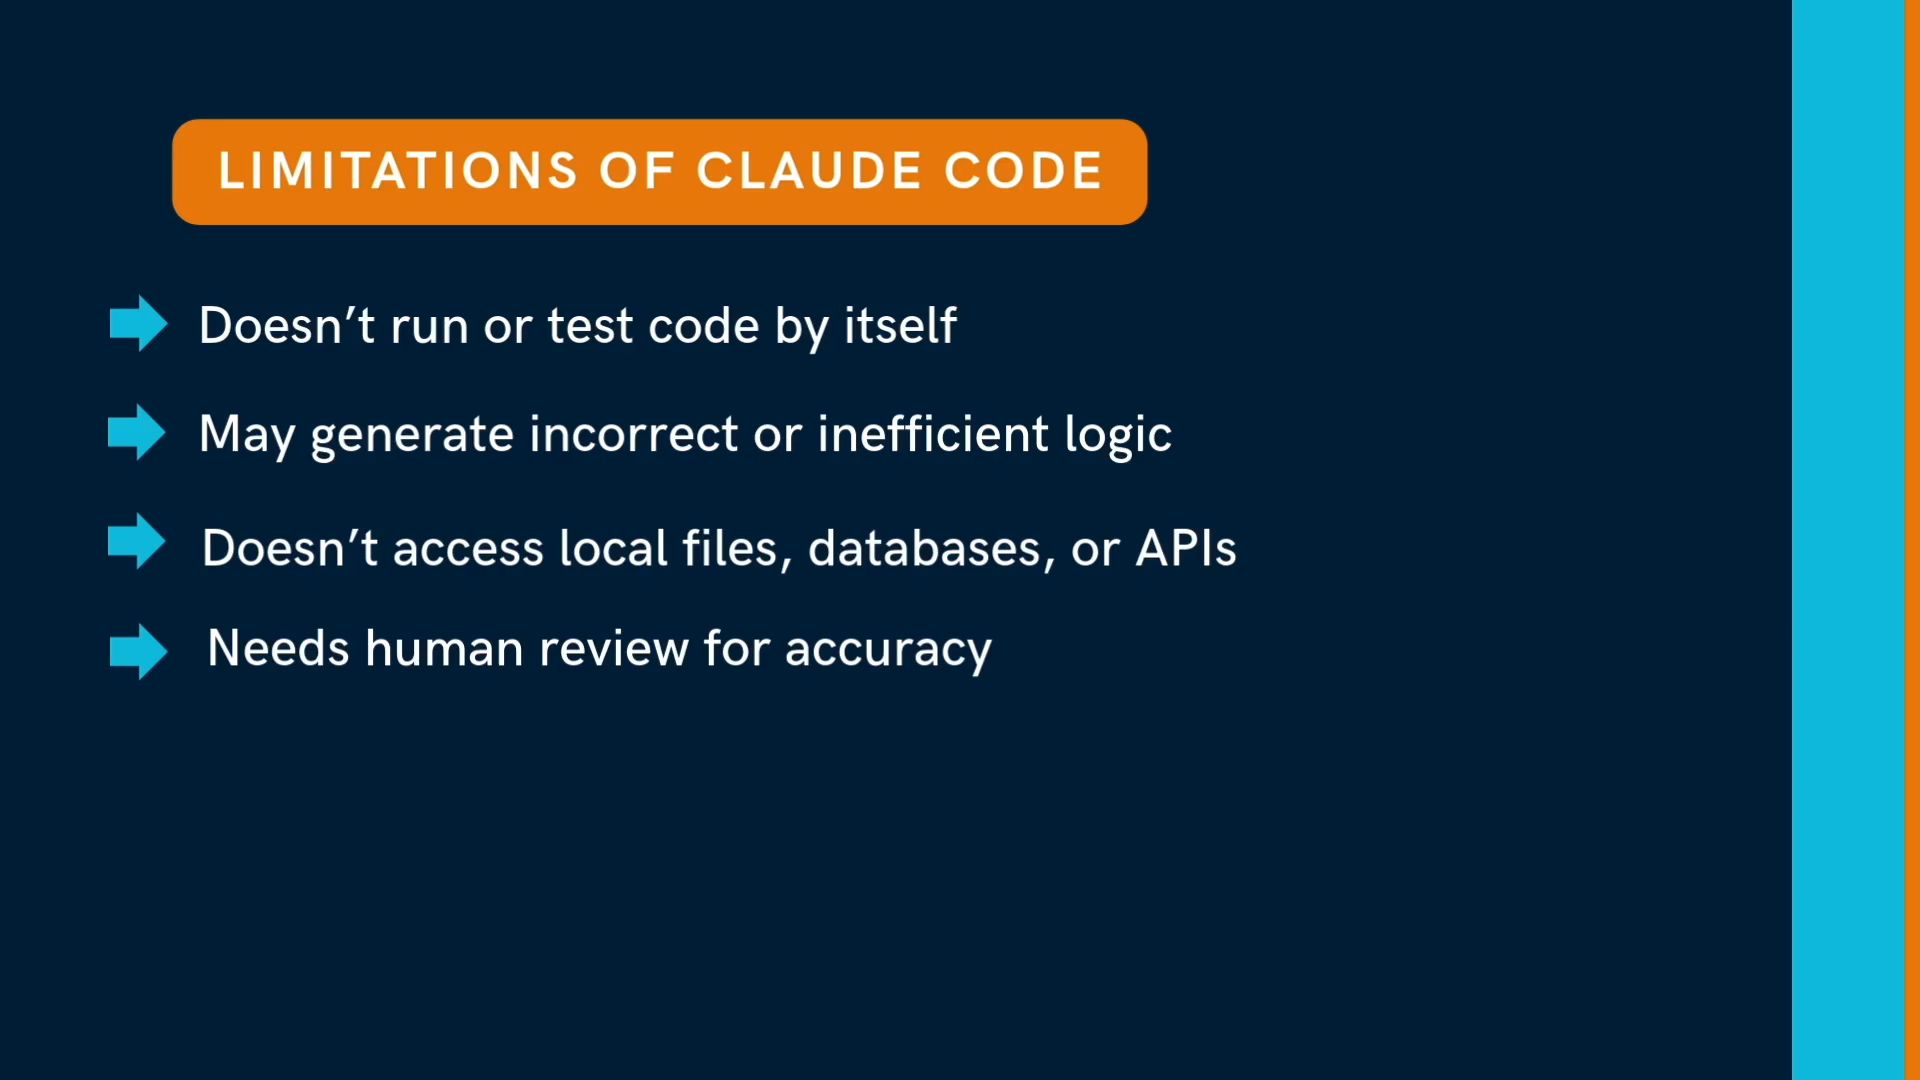 LIMITATIONS OF CLAUDE CODE
Doesn’t run or test code by itself
May generate incorrect or inefficient logic
Doesn’t access local files, databases, or APIs
Needs human review for accuracy